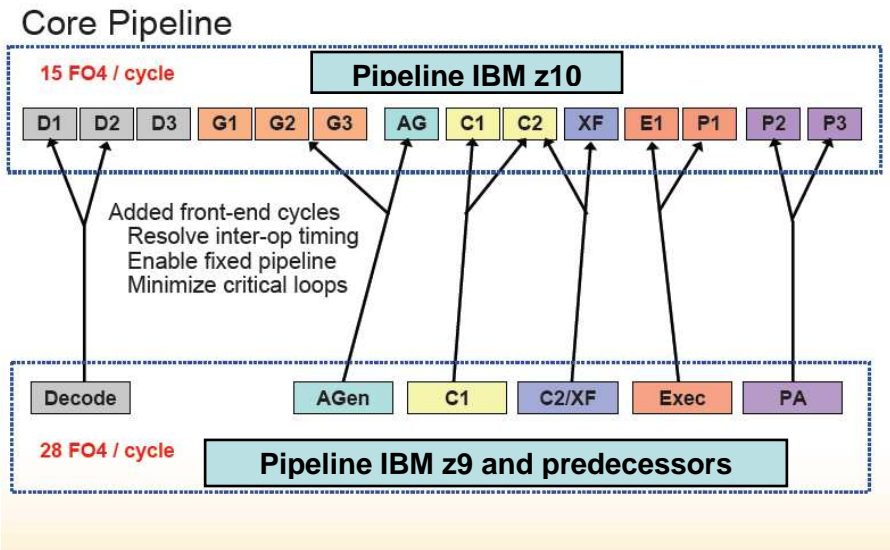 Core Pipeline
15 FO4 / cycle
Pipeline IBM z10
D1 D2 D3 G1 G2 G3 AG C1 C2 XF E1 P1 P2 P3
Added front-end cycles
Resolve inter-op timing
Enable fixed pipeline
Minimize critical loops
Decode AGen C1 C2/XF Exec PA
28 FO4 / cycle
Pipeline IBM z9 and predecessors